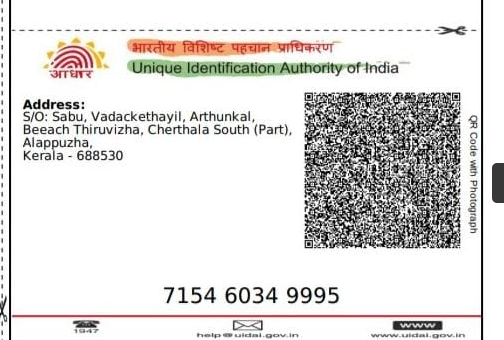 भारतीय विशिष्ट पहचान प्राधिकरण
आधार
Unique Identification Authority of India
Address:
S/O: Sabu, Vadackethayil, Arthunkal,
Beeach Thiruvizha, Cherthala South (Part),
Alappuzha,
Kerala - 688530
QR Code with Photograph
7154 6034 9995
1947
help@uidai.gov.in
www
www.uidai.gov.in